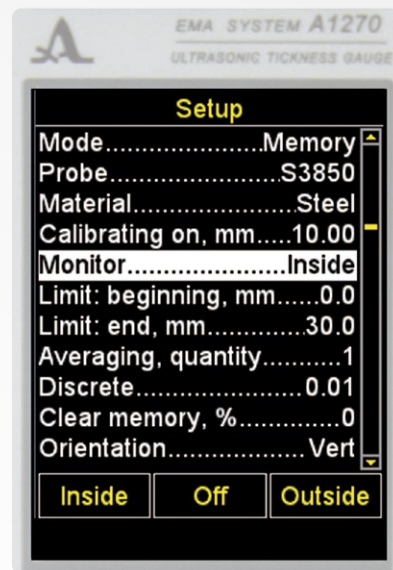 EMA SYSTEM A1270
ULTRASONIC TICKNESS GAUGE
Setup
Mode......................Memory
Probe......................S3850
Material.......................Steel
Calibrating on, mm.....10.00
Monitor......................Inside
Limit: beginning, mm......0.0
Limit: end, mm.............30.0
Averaging, quantity...........1
Discrete.......................0.01
Clear memory, %..............0
Orientation...................Vert
Inside Off Outside